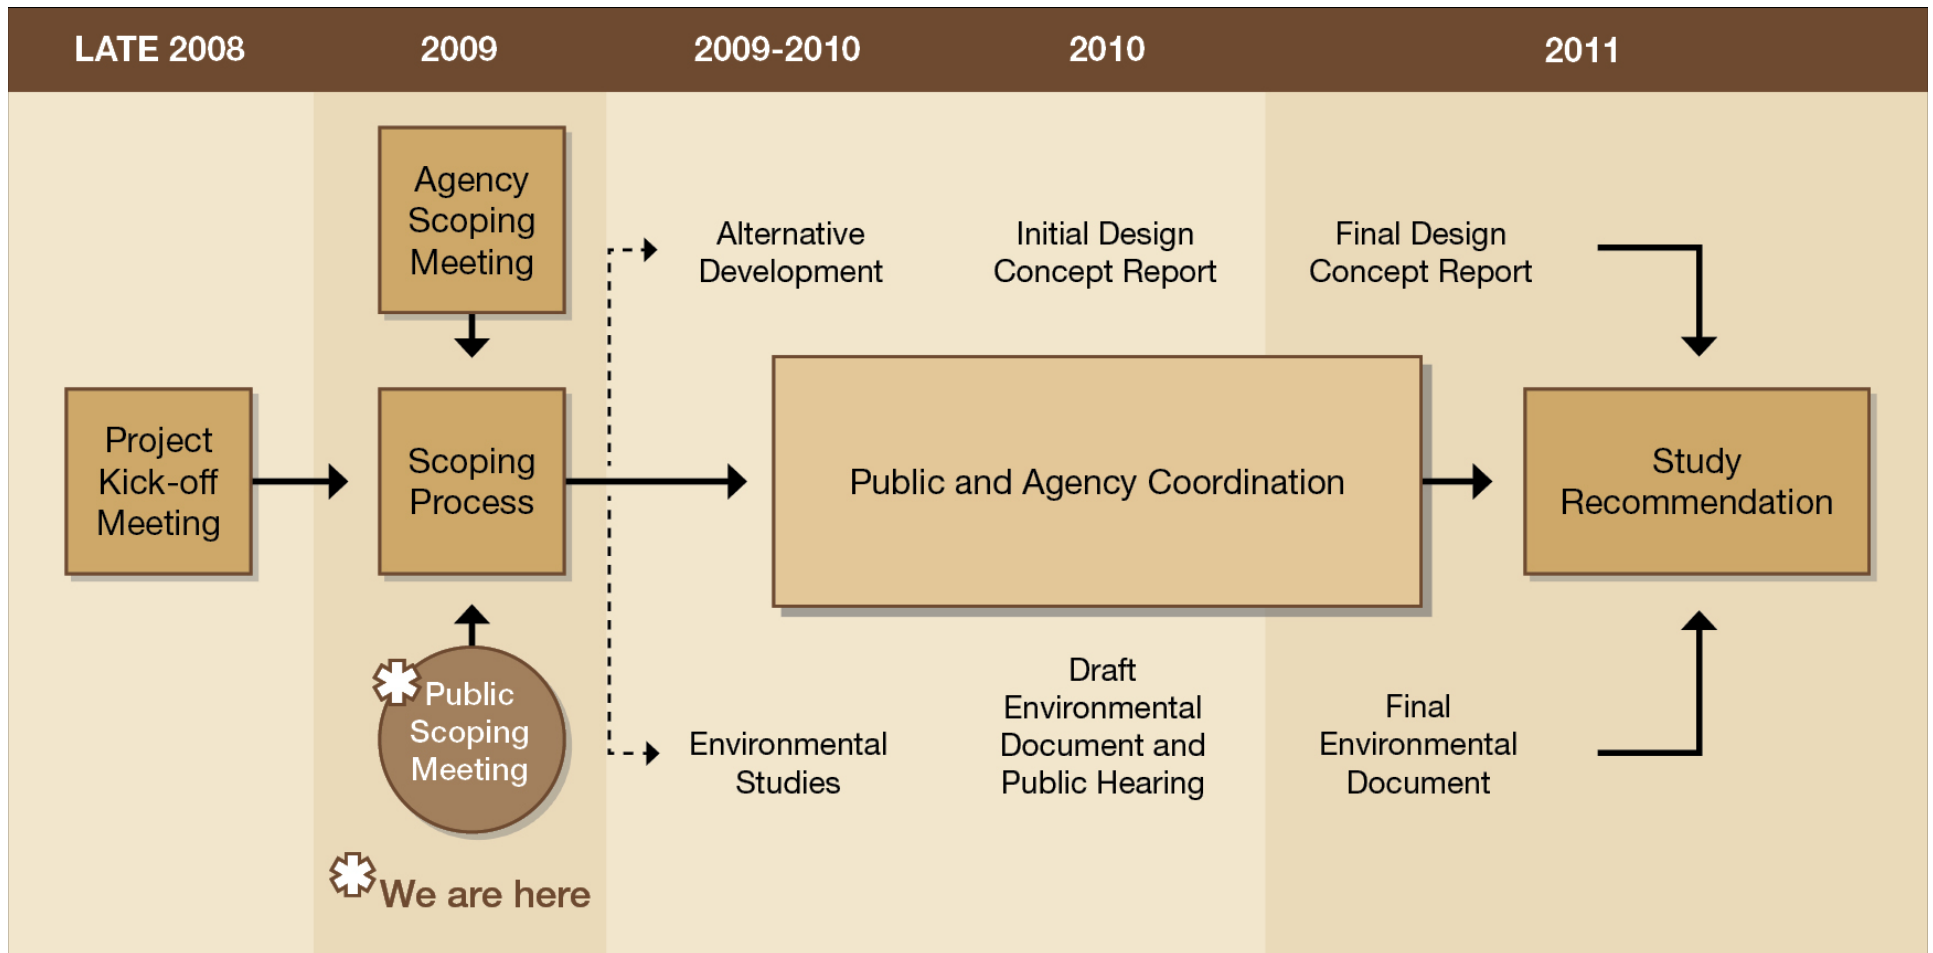 LATE 2008
2009
2009-2010
2010
2011
Agency
Scoping
Meeting
Alternative
Development
Initial Design
Concept Report
Final Design
Concept Report
Project
Kick-off
Meeting
Scoping
Process
Public and Agency Coordination
Study
Recommendation
Public
Scoping
Meeting
Environmental
Studies
Draft
Environmental
Document and
Public Hearing
Final
Environmental
Document
We are here